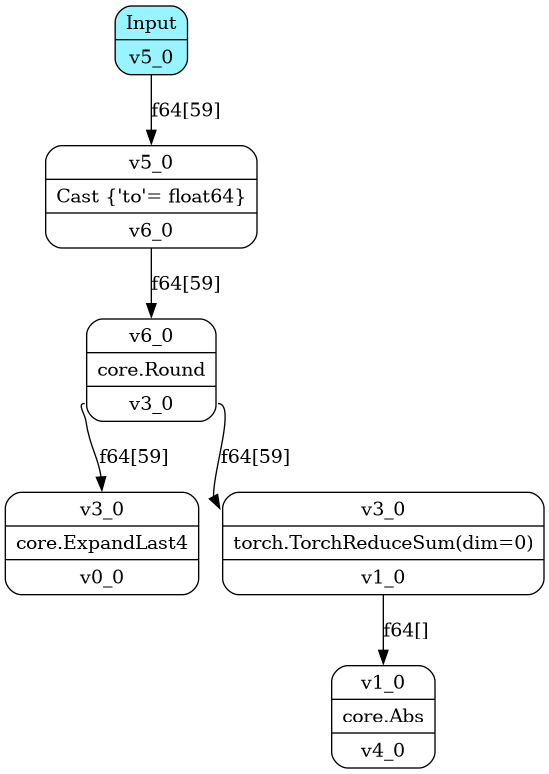 Input
v5_0
f64[59]
v5_0
Cast {'to'= float64}
v6_0
f64[59]
v6_0
core.Round
v3_0
f64[59]
f64[59]
v3_0
core.ExpandLast4
v0_0
v3_0
torch.TorchReduceSum(dim=0)
v1_0
f64[]
v1_0
core.Abs
v4_0